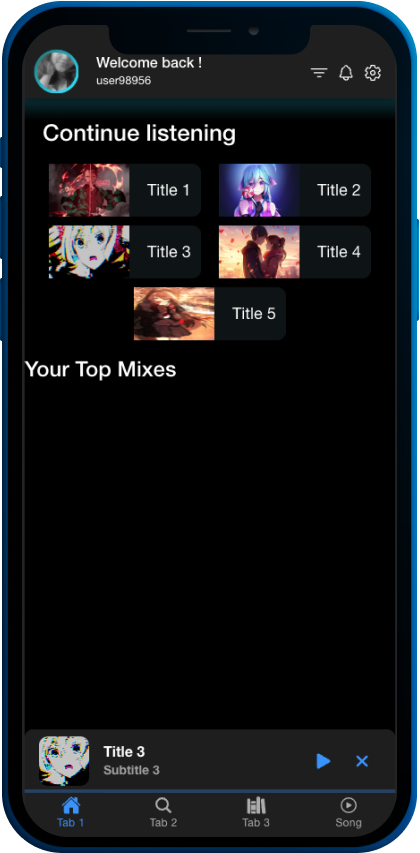 Welcome back !
user98956
Continue listening
Title 1
Title 2
Title 3
Title 4
Title 5
Your Top Mixes
Title 3
Subtitle 3
Tab 1
Tab 2
Tab 3
Song